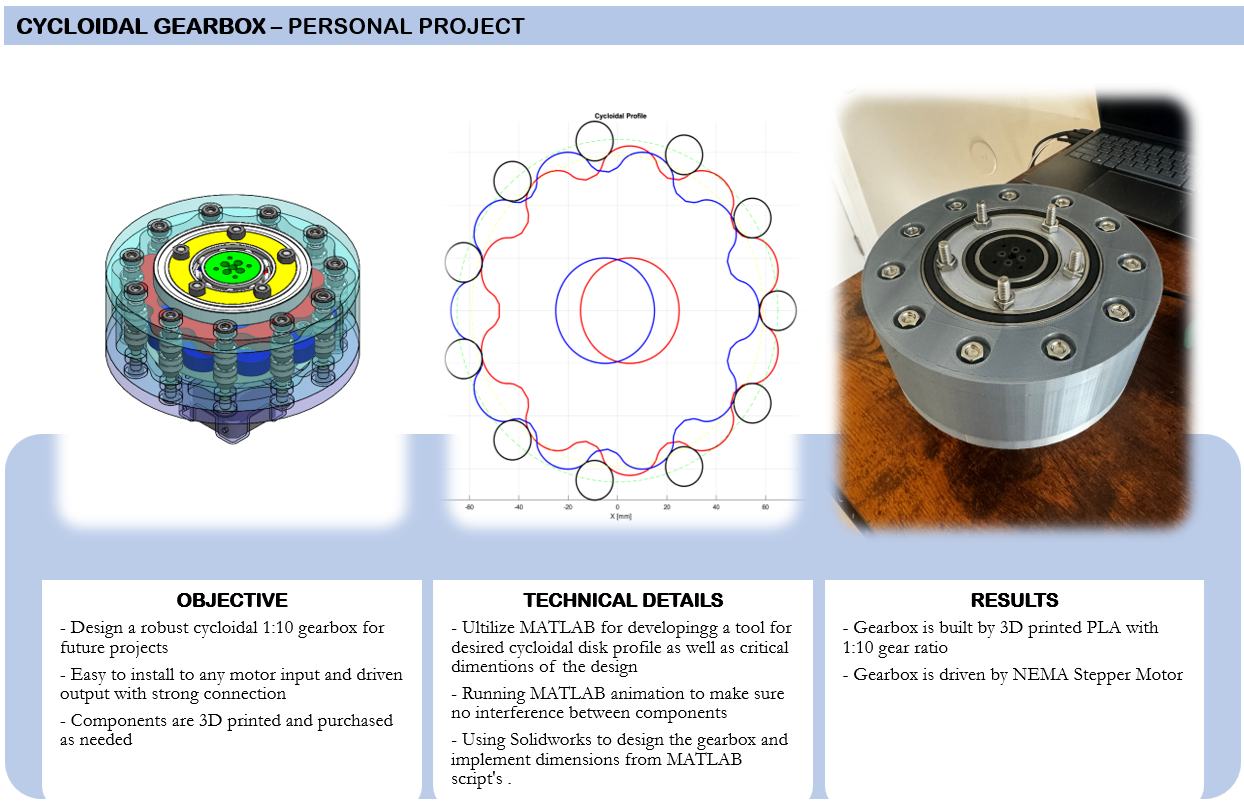 CYCLOIDAL GEARBOX – PERSONAL PROJECT
Cycloidal Profile
-60 -40 -20 0 20 40 60
X [mm]
OBJECTIVE
- Design a robust cycloidal 1:10 gearbox for
future projects
- Easy to install to any motor input and driven
output with strong connection
- Components are 3D printed and purchased
as needed
TECHNICAL DETAILS
- Ultilize MATLAB for developingg a tool for
desired cycloidal disk profile as well as critical
dimentions of the design
- Running MATLAB animation to make sure
no interference between components
- Using Solidworks to design the gearbox and
implement dimensions from MATLAB
script's .
RESULTS
- Gearbox is built by 3D printed PLA with
1:10 gear ratio
- Gearbox is driven by NEMA Stepper Motor